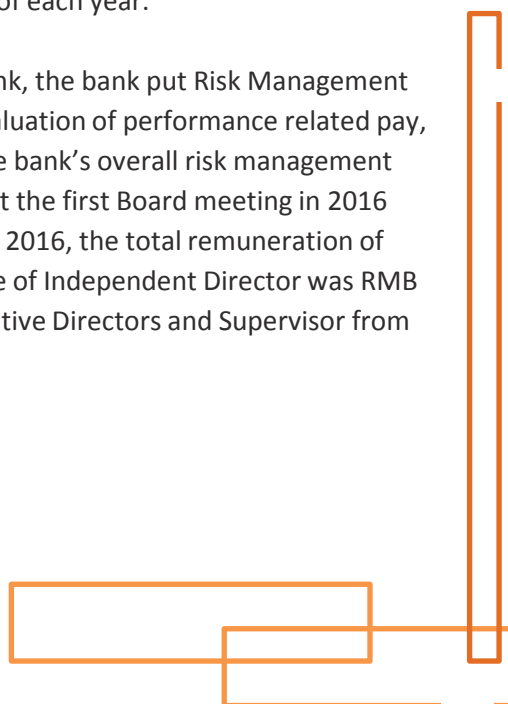 of each year.
nk, the bank put Risk Management
aluation of performance related pay,
e bank's overall risk management
t the first Board meeting in 2016
2016, the total remuneration of
e of Independent Director was RMB
tive Directors and Supervisor from